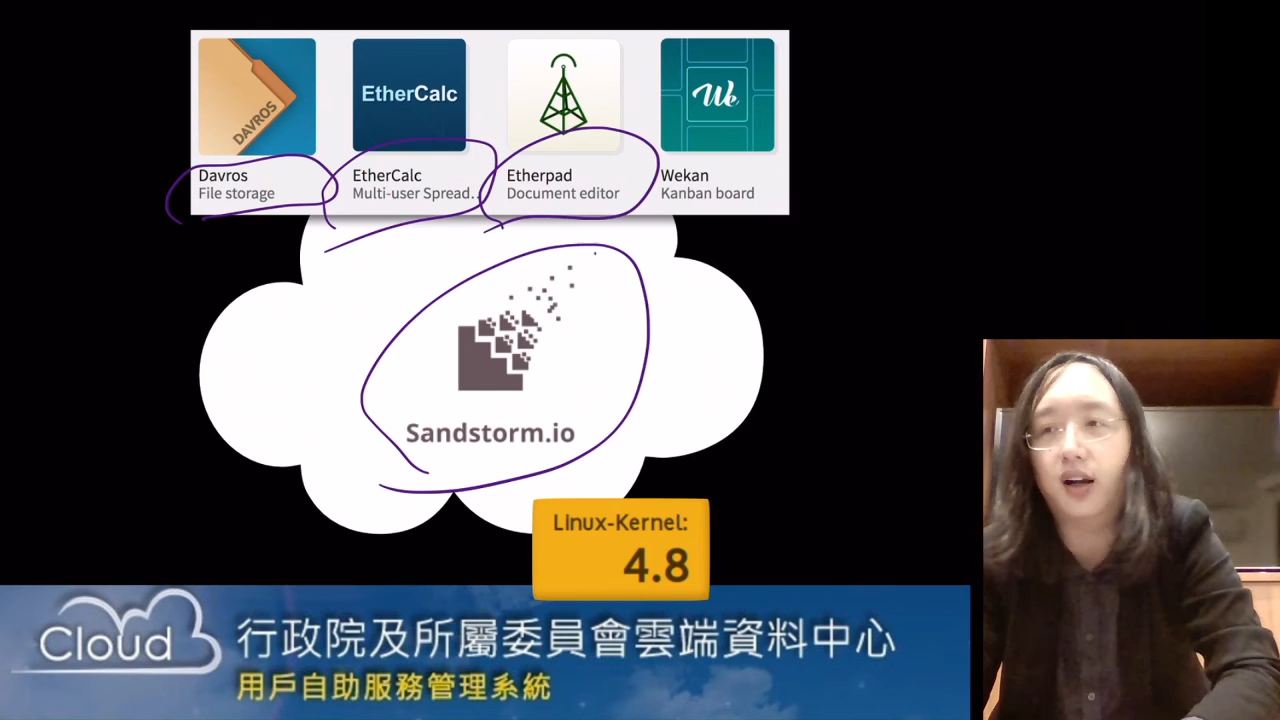 DAVROS
EtherCalc
We
Davros
File storage
EtherCalc
Multi-user Spread..
Etherpad
Document editor
Wekan
Kanban board
Sandstorm.io
Linux-Kernel:
4.8
Cloud
行政院及所屬委員會雲端資料中心
用戶自助服務管理系統